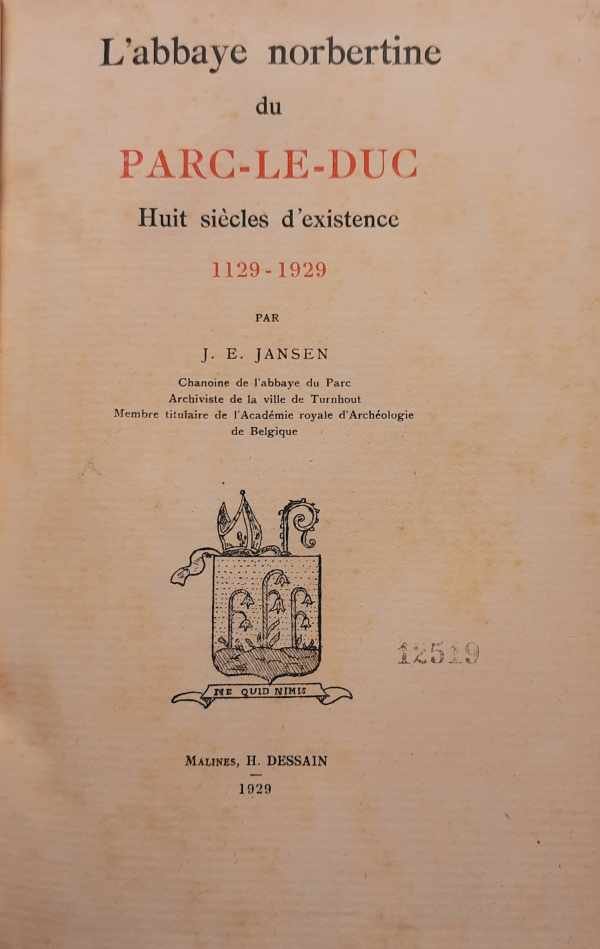 L'abbaye norbertine
du
PARC-LE-DUC
Huit siècles d'existence
1129-1929
PAR
J. E. JANSEN
Chanoine de l'abbaye du Parc
Archiviste de la ville de Turnhout
Membre titulaire de l'Académie royale d'Archéologie
de Belgique
NE QUID NIMIS
12519
MALINES, H. DESSAIN
1929